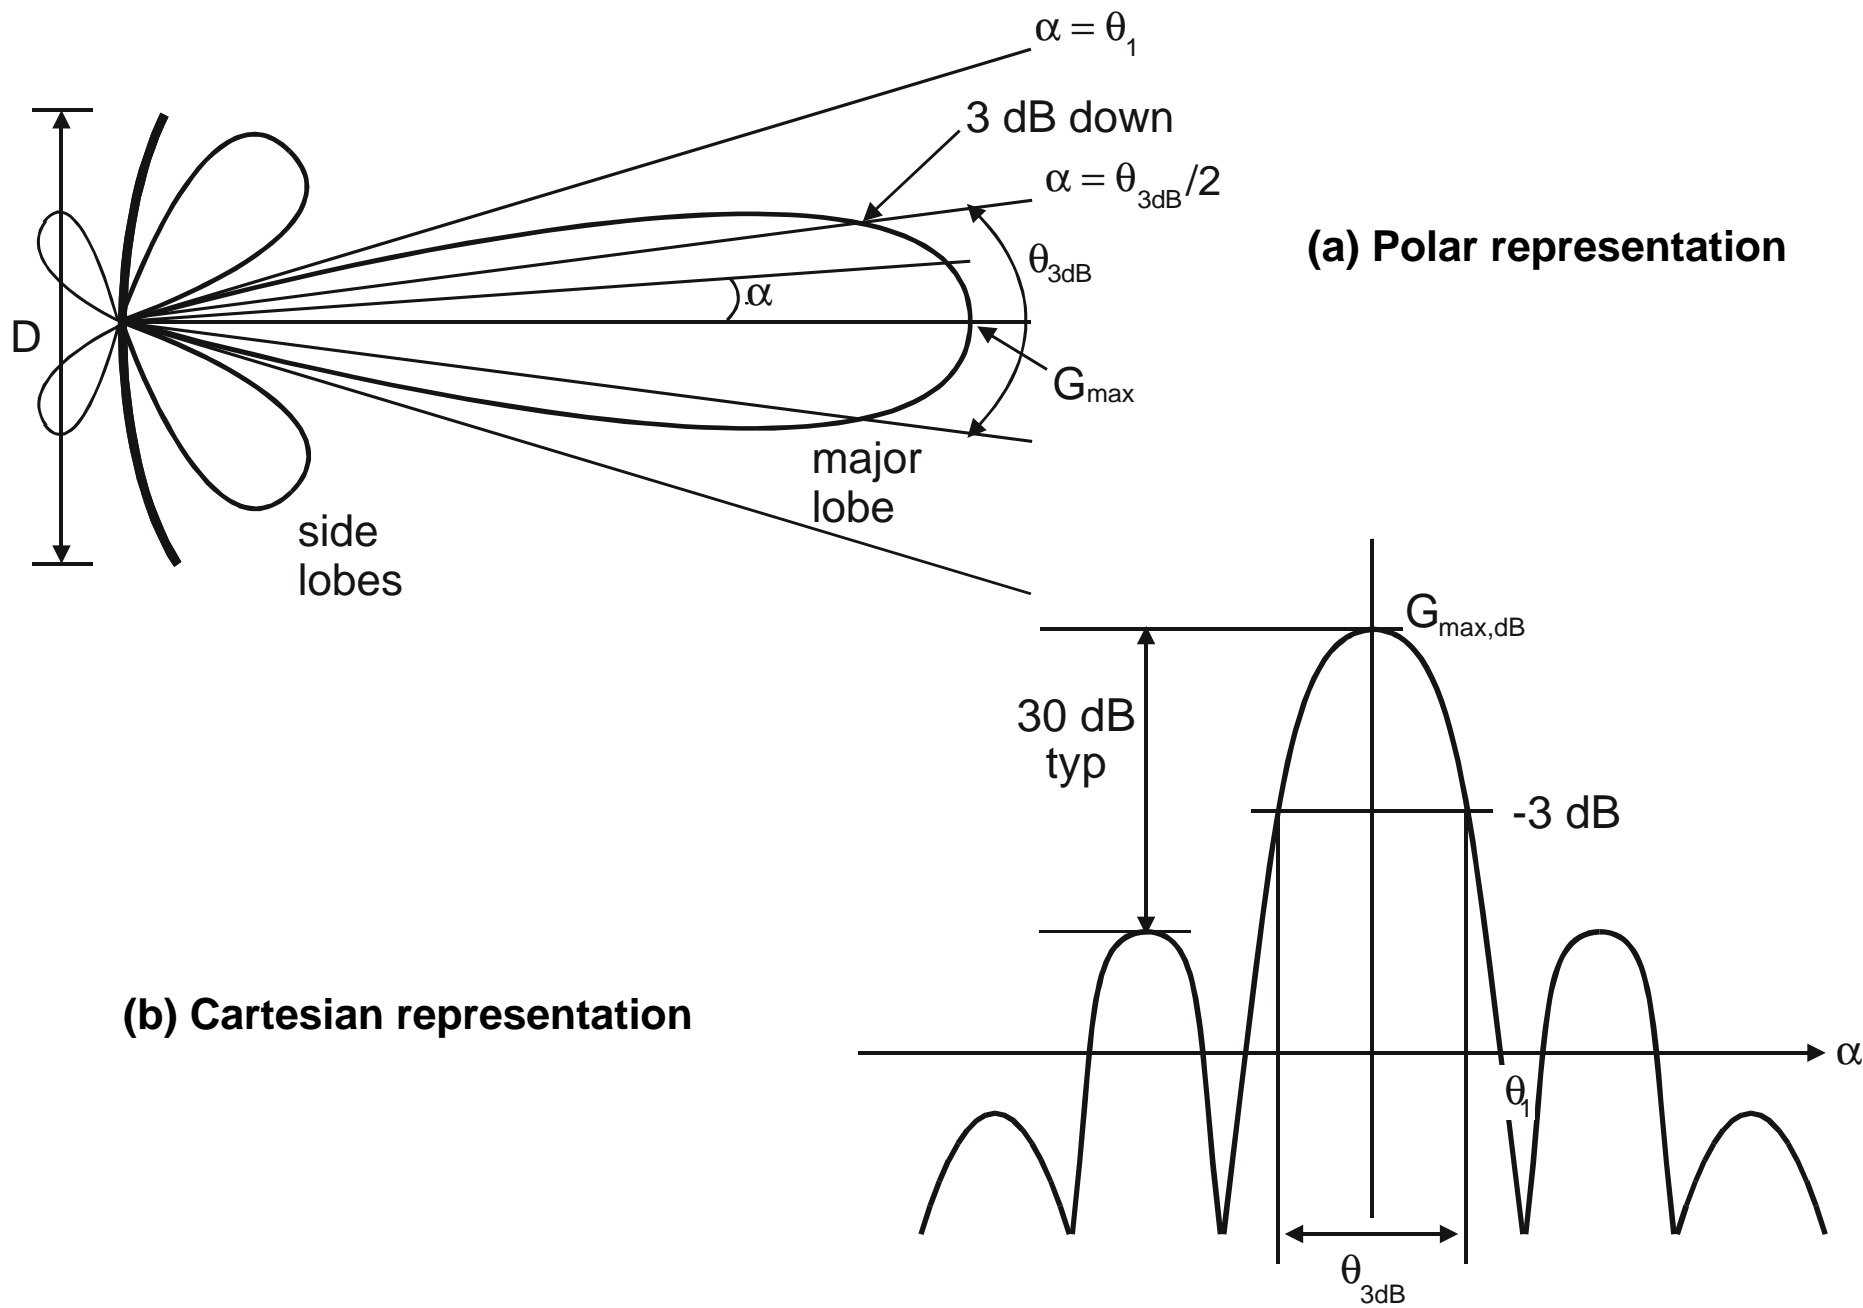 α = θ1
3 dB down
α = θ3dB/2
(a) Polar representation
θ3dB
α
D
Gmax
major
lobe
side
lobes
Gmax,dB
30 dB
typ
-3 dB
(b) Cartesian representation
α
θ1
θ3dB